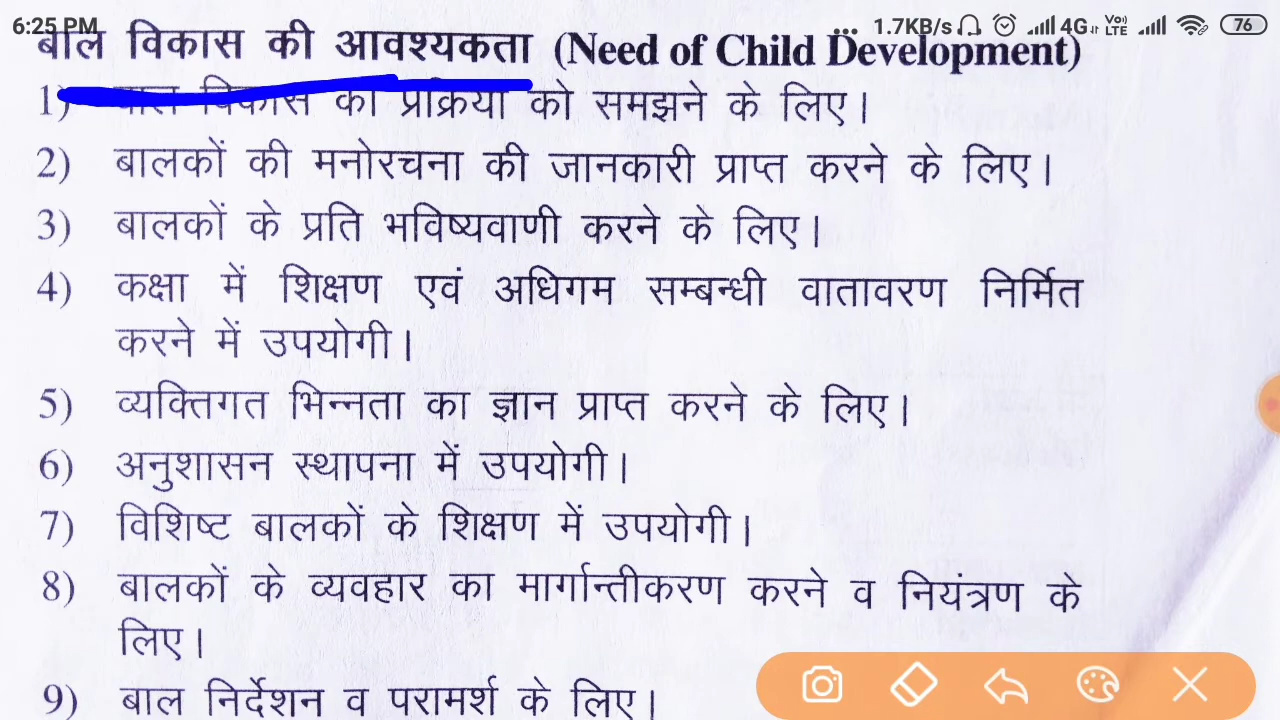 6:25 PM ... 1.7KB/s 4G Vo) LTE 76
बाल विकास की आवश्यकता (Need of Child Development)
1) बाल विकास की प्रक्रिया को समझने के लिए।
2) बालकों की मनोरचना की जानकारी प्राप्त करने के लिए।
3) बालकों के प्रति भविष्यवाणी करने के लिए।
4) कक्षा में शिक्षण एवं अधिगम सम्बन्धी वातावरण निर्मित
करने में उपयोगी।
5) व्यक्तिगत भिन्नता का ज्ञान प्राप्त करने के लिए।
6) अनुशासन स्थापना में उपयोगी।
7) विशिष्ट बालकों के शिक्षण में उपयोगी।
8) बालकों के व्यवहार का मार्गान्तीकरण करने व नियंत्रण के
लिए।
9) बाल निर्देशन व परामर्श के लिए।